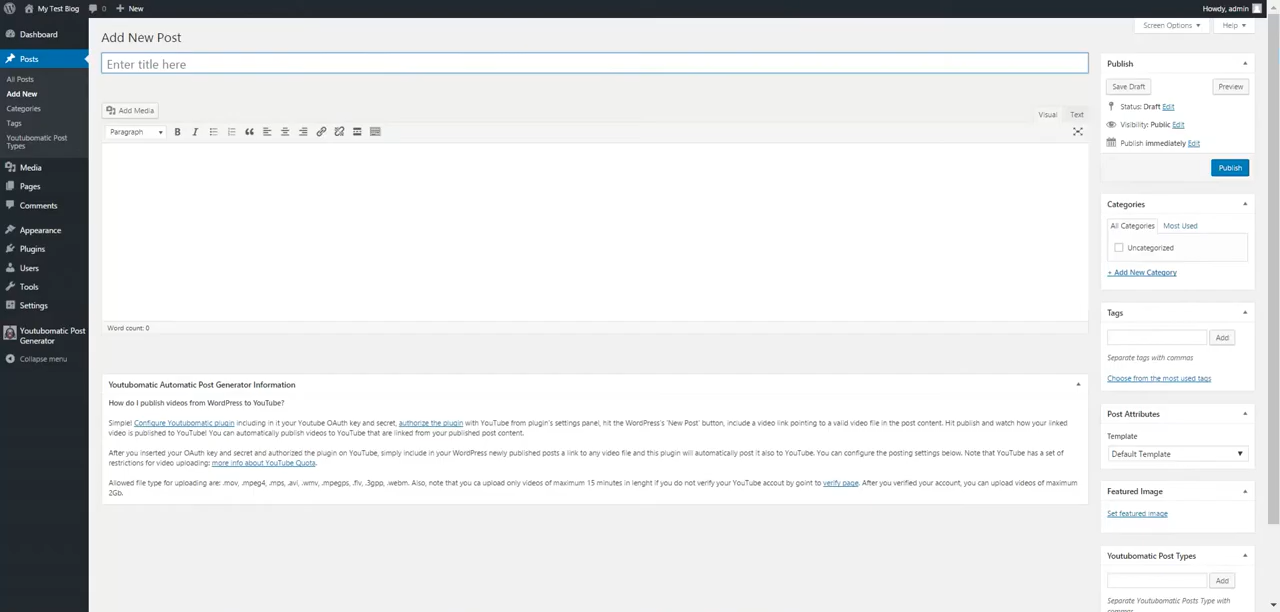 My Test Blog 0 + New Howdy, admin
Screen Options Help
Dashboard
Posts
All Posts
Add New
Categories
Tags
Youtubomatic Post
Types
Media
Pages
Comments
Appearance
Plugins
Users
Tools
Settings
Youtubomatic Post
Generator
Collapse menu
Add New Post
Enter title here
Add Media
Visual Text
Paragraph
Word count: 0
Youtubomatic Automatic Post Generator Information
How do I publish videos from WordPress to YouTube?
Simple! Configure Youtubomatic plugin including in it your Youtube OAuth key and secret, authorize the plugin with YouTube from plugin's settings panel, hit the WordPress's 'New Post' button, include a video link pointing to a valid video file in the post content. Hit publish and watch how your linked
video is published to YouTube! You can automatically publish videos to YouTube that are linked from your published post content.
After you inserted your OAuth key and secret and authorized the plugin on YouTube, simply include in your WordPress newly published posts a link to any video file and this plugin will automatically post it also to YouTube. You can configure the posting settings below. Note that YouTube has a set of
restrictions for video uploading: more info about YouTube Quota.
Allowed file type for uploading are: .mov, .mpeg4, .mps, .avi, .wmv, .mpegps, .flv, .3gpp, .webm. Also, note that you ca upload only videos of maximum 15 minutes in lenght if you do not verify your YouTube accout by goint to verify page. After you verified your account, you can upload videos of maximum
2Gb.
Publish
Save Draft Preview
Status: Draft Edit
Visibility: Public Edit
Publish immediately Edit
Publish
Categories
All Categories Most Used
Uncategorized
+ Add New Category
Tags
Add
Separate tags with commas
Choose from the most used tags
Post Attributes
Template
Default Template
Featured Image
Set featured image
Youtubomatic Post Types
Add
Separate Youtubomatic Posts Type with
commas